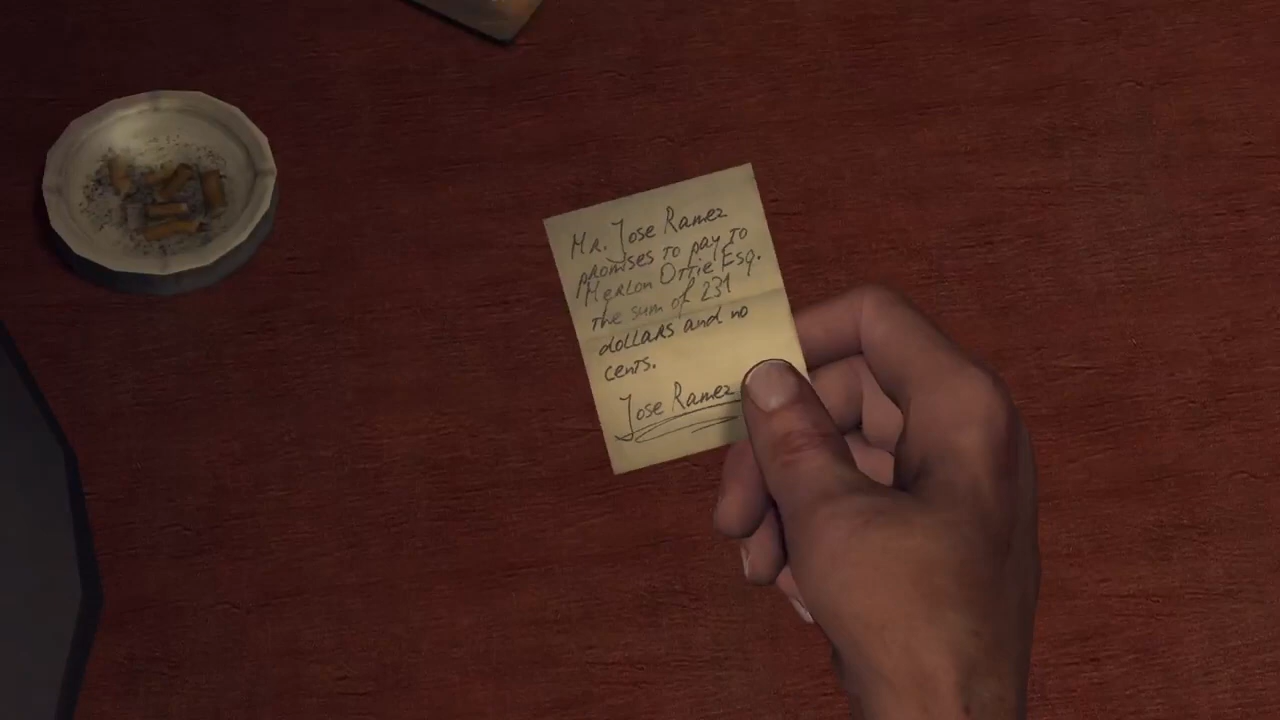 Mr. Jose Ramez
promises to pay to
Merlon Ottie Esq.
the sum of 231
dollars and no
cents.
Jose Ramez